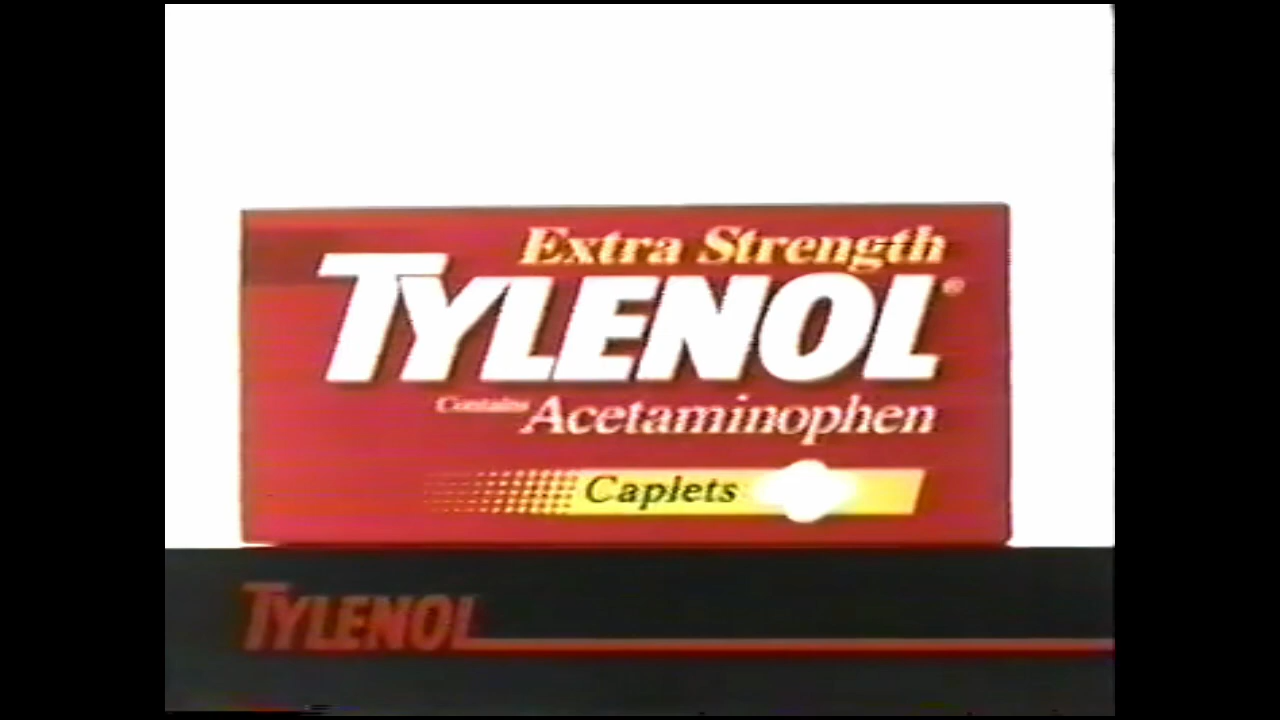 Extra Strength
TYLENOL®
Contains Acetaminophen
Caplets
TYLENOL